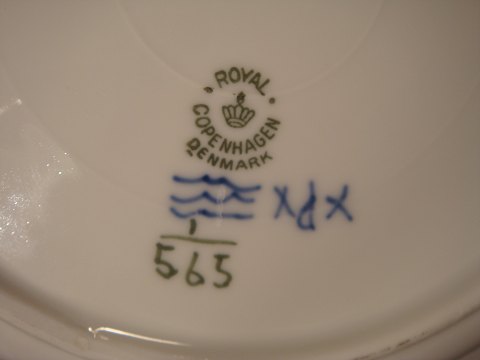 ROYAL
COPENHAGEN
DENMARK
1
565